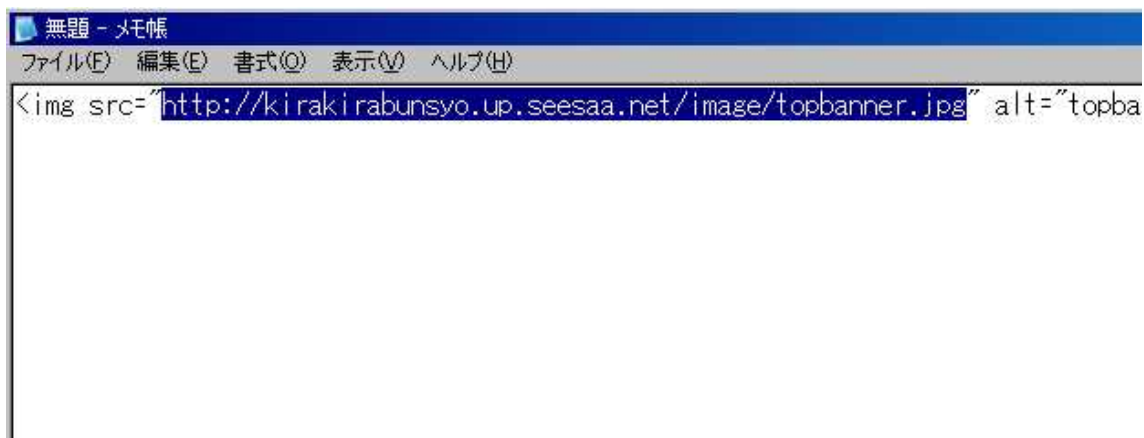 無題 - メモ帳
ファイル(F) 編集(E) 書式(O) 表示(V) ヘルプ(H)
<img src="http://kirakirabunsyo.up.seesaa.net/image/topbanner.jpg" alt="topba